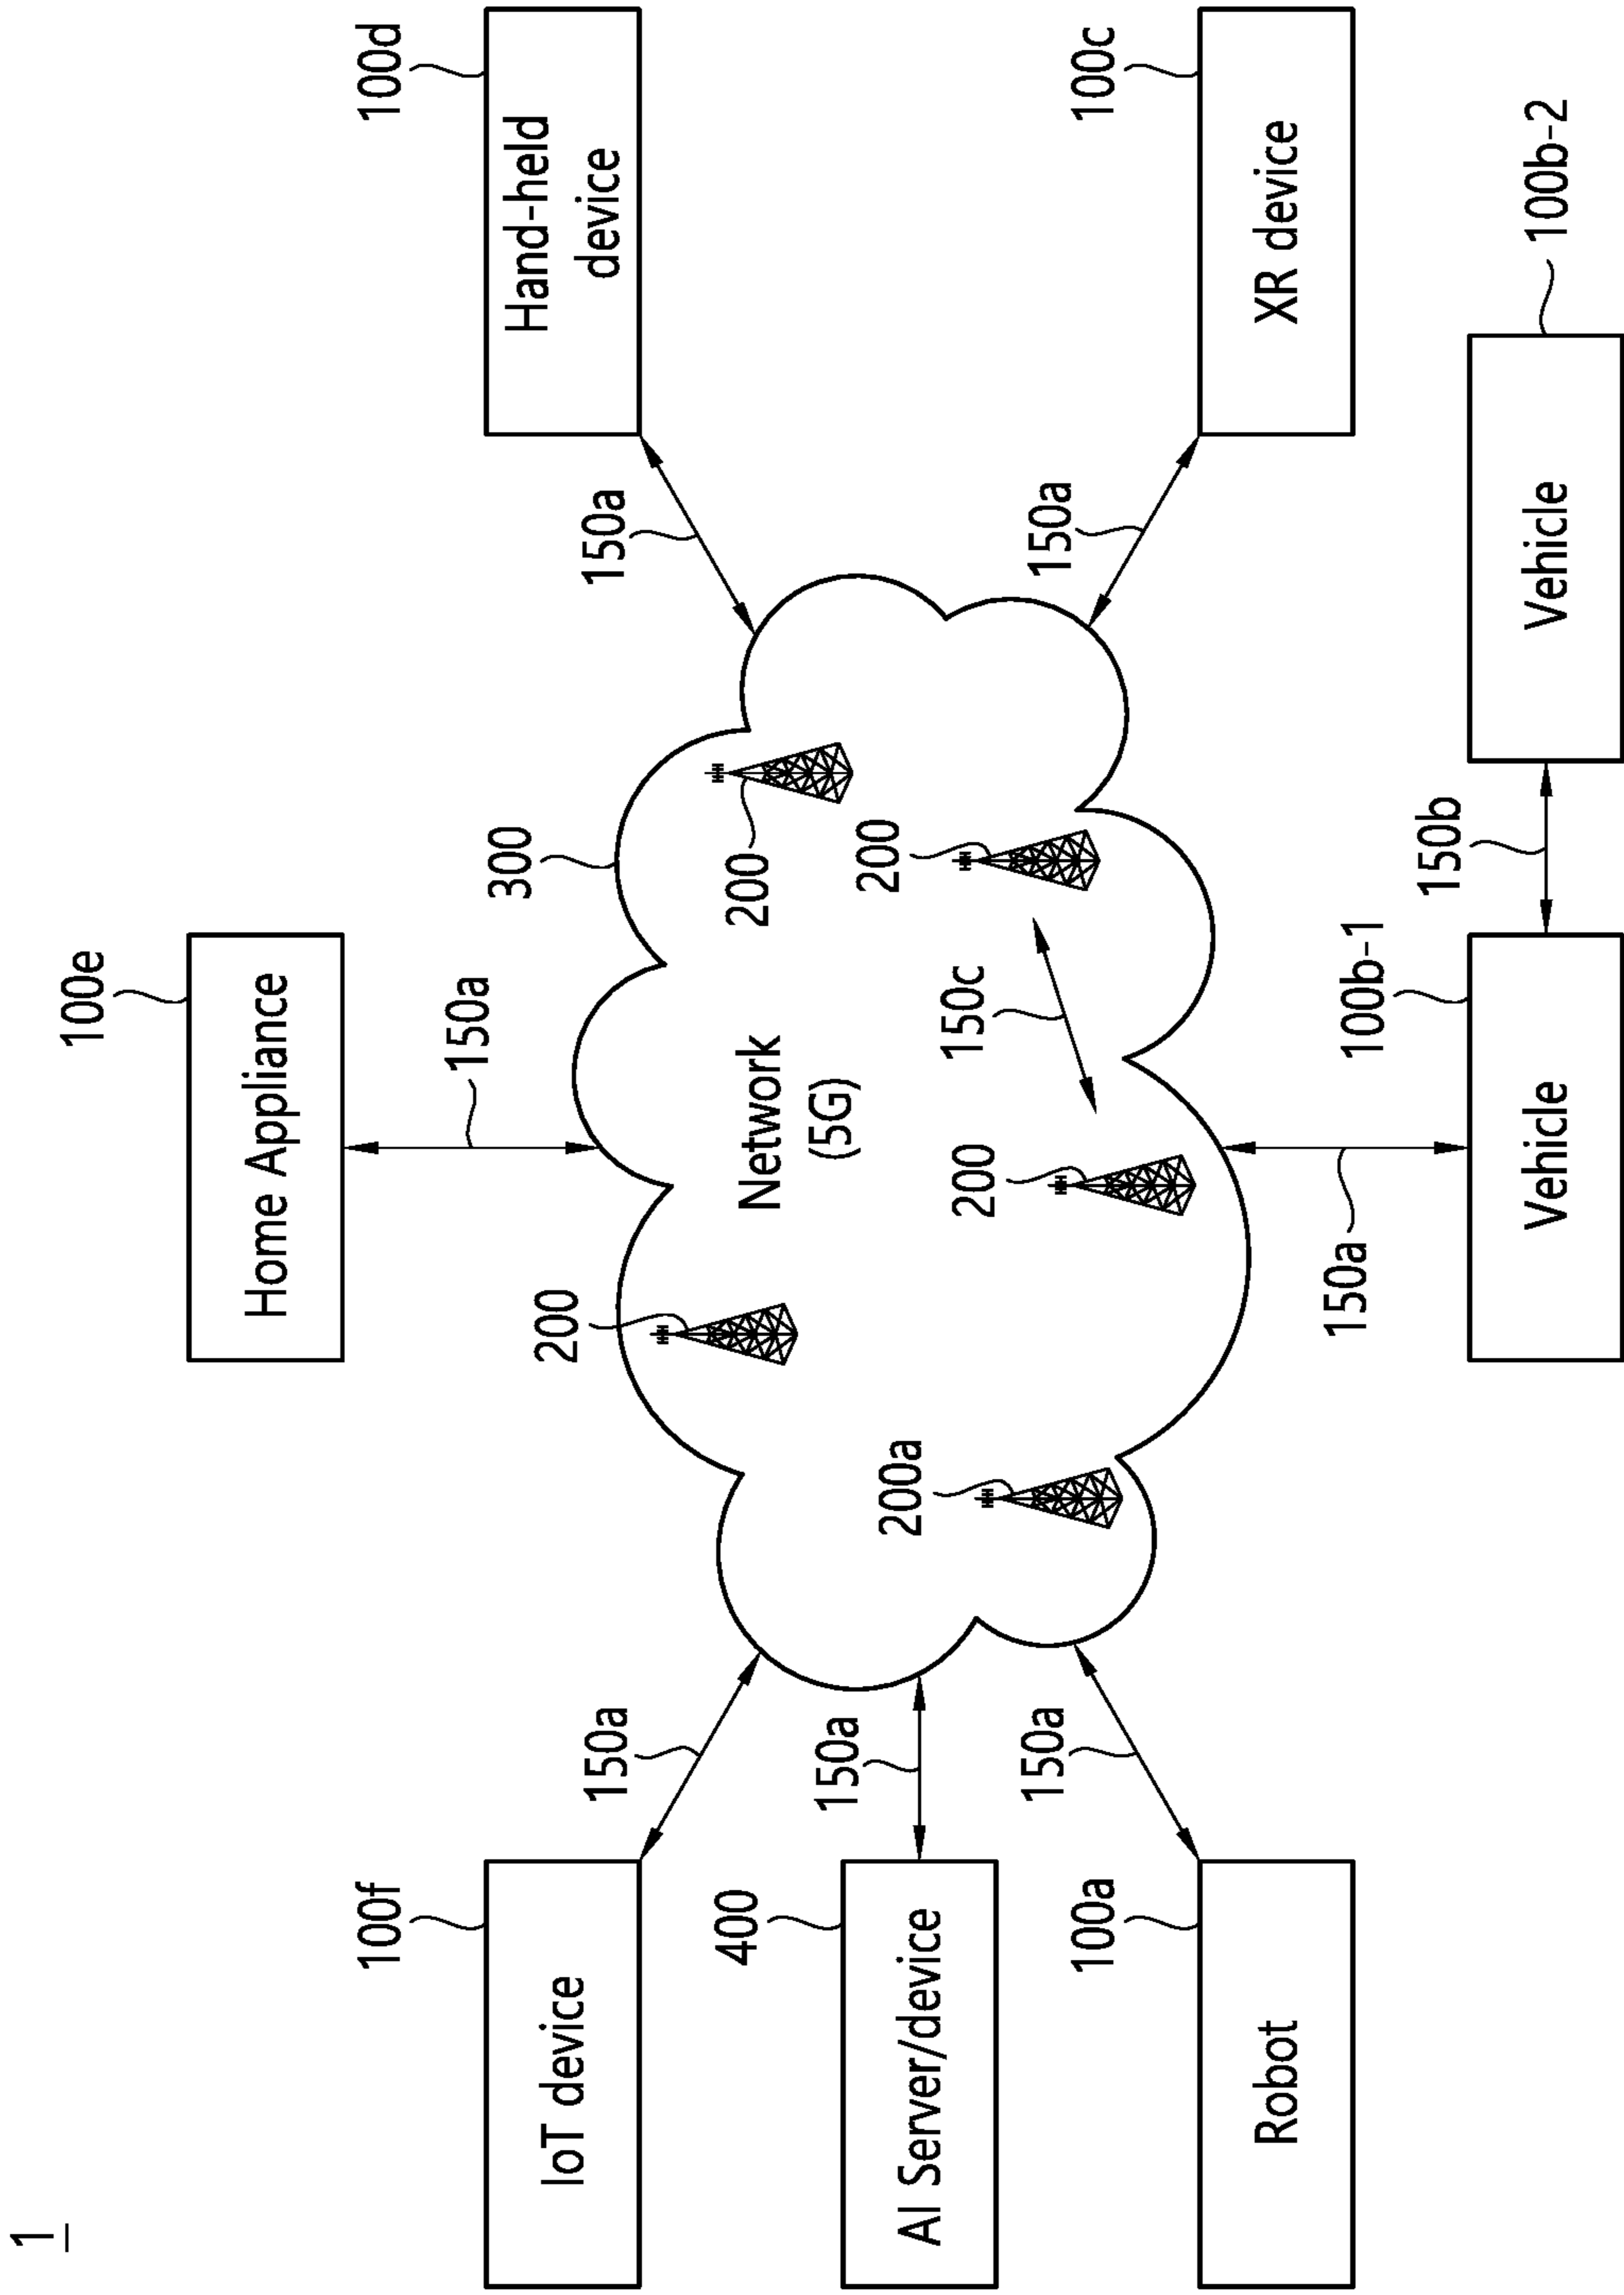 1
100e
Home Appliance
150a
100f
IoT device
150a
300
100d
Hand-held
device
150a
200
200
Network
(5G)
400
AI Server/device
150a
200a
200
150c
200
100a
Robot
150a
100c
XR device
150a
150a
100b-1
Vehicle
150b
Vehicle
100b-2